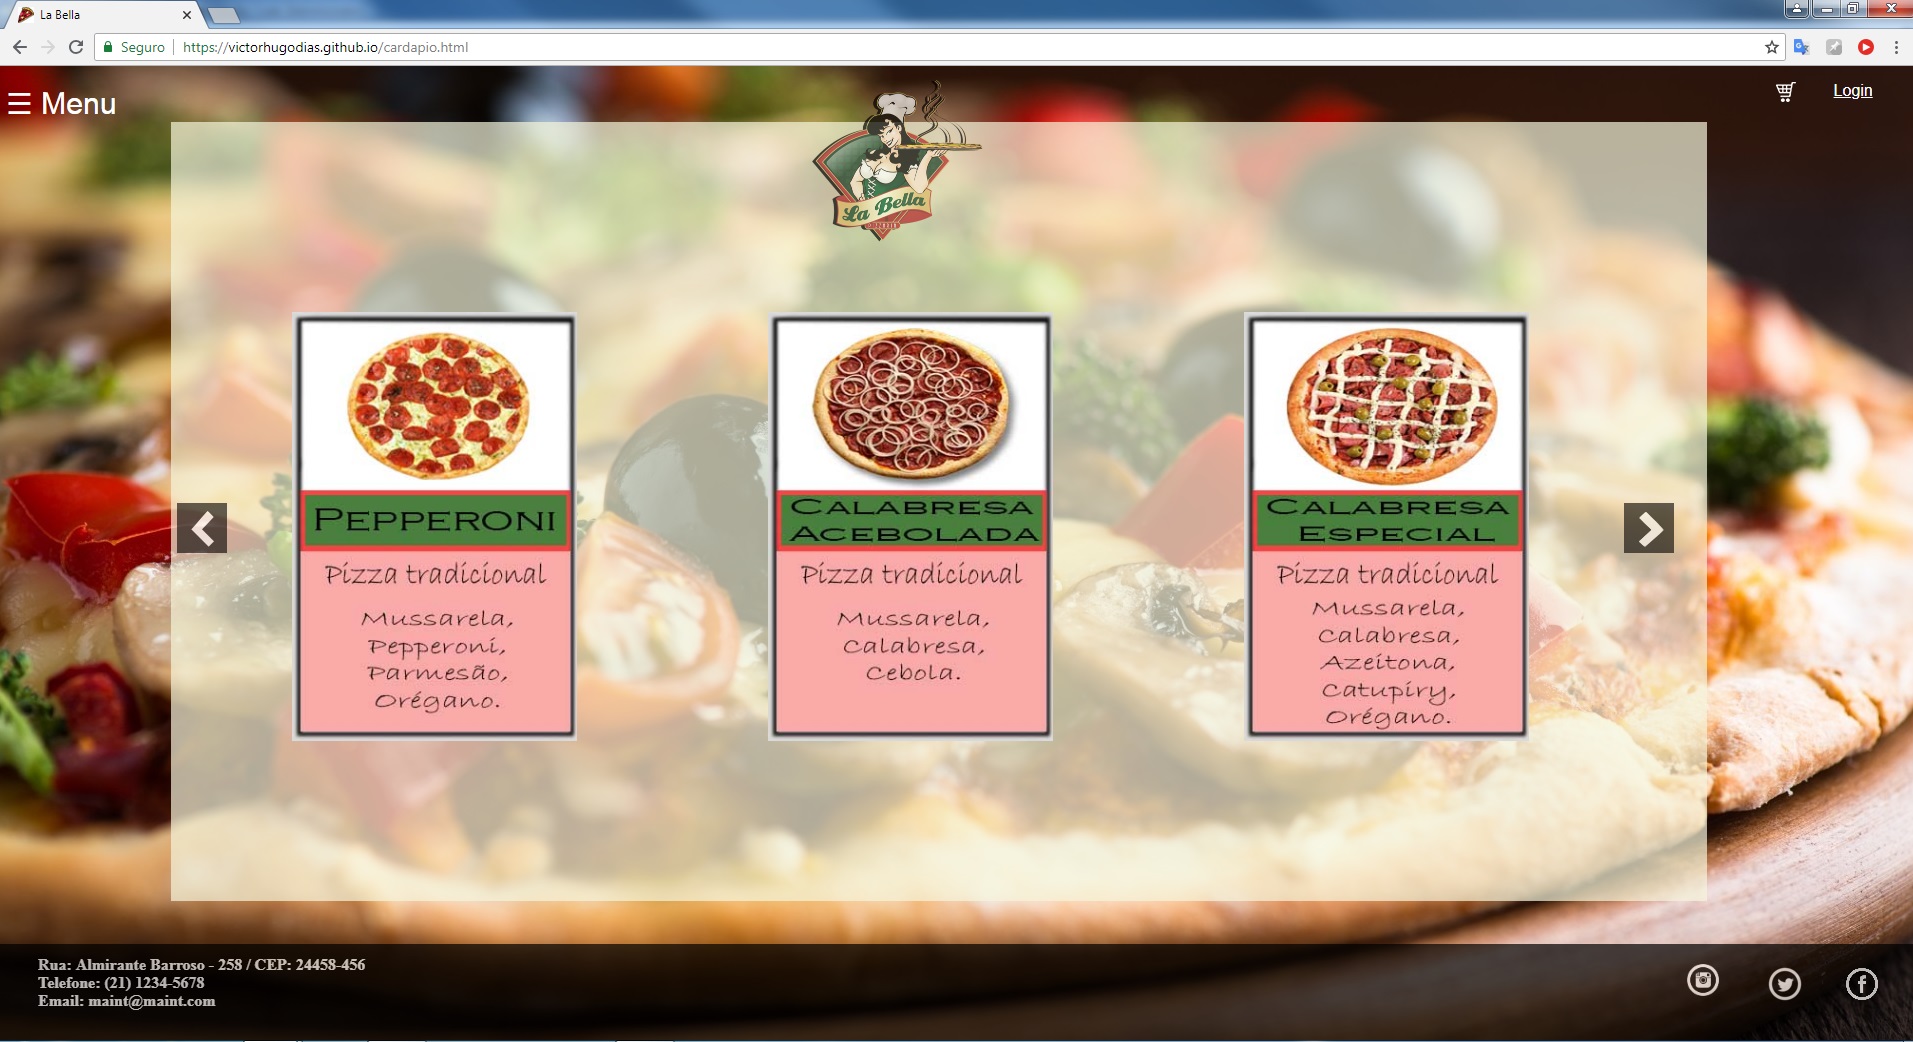 La Bella
Seguro
https://victorhugodias.github.io/cardapio.html
☰ Menu
Login
La Bella
PEPPERONI
Pizza tradicional
Mussarela,
Pepperoni,
Parmesão,
Orégano.
CALABRESA
ACEBOLADA
Pizza tradicional
Mussarela,
Calabresa,
Cebola.
CALABRESA
ESPECIAL
Pizza tradicional
Mussarela,
Calabresa,
Azeitona,
Catupiry,
Orégano.
Rua: Almirante Barroso - 258 / CEP: 24458-456
Telefone: (21) 1234-5678
Email: maint@maint.com